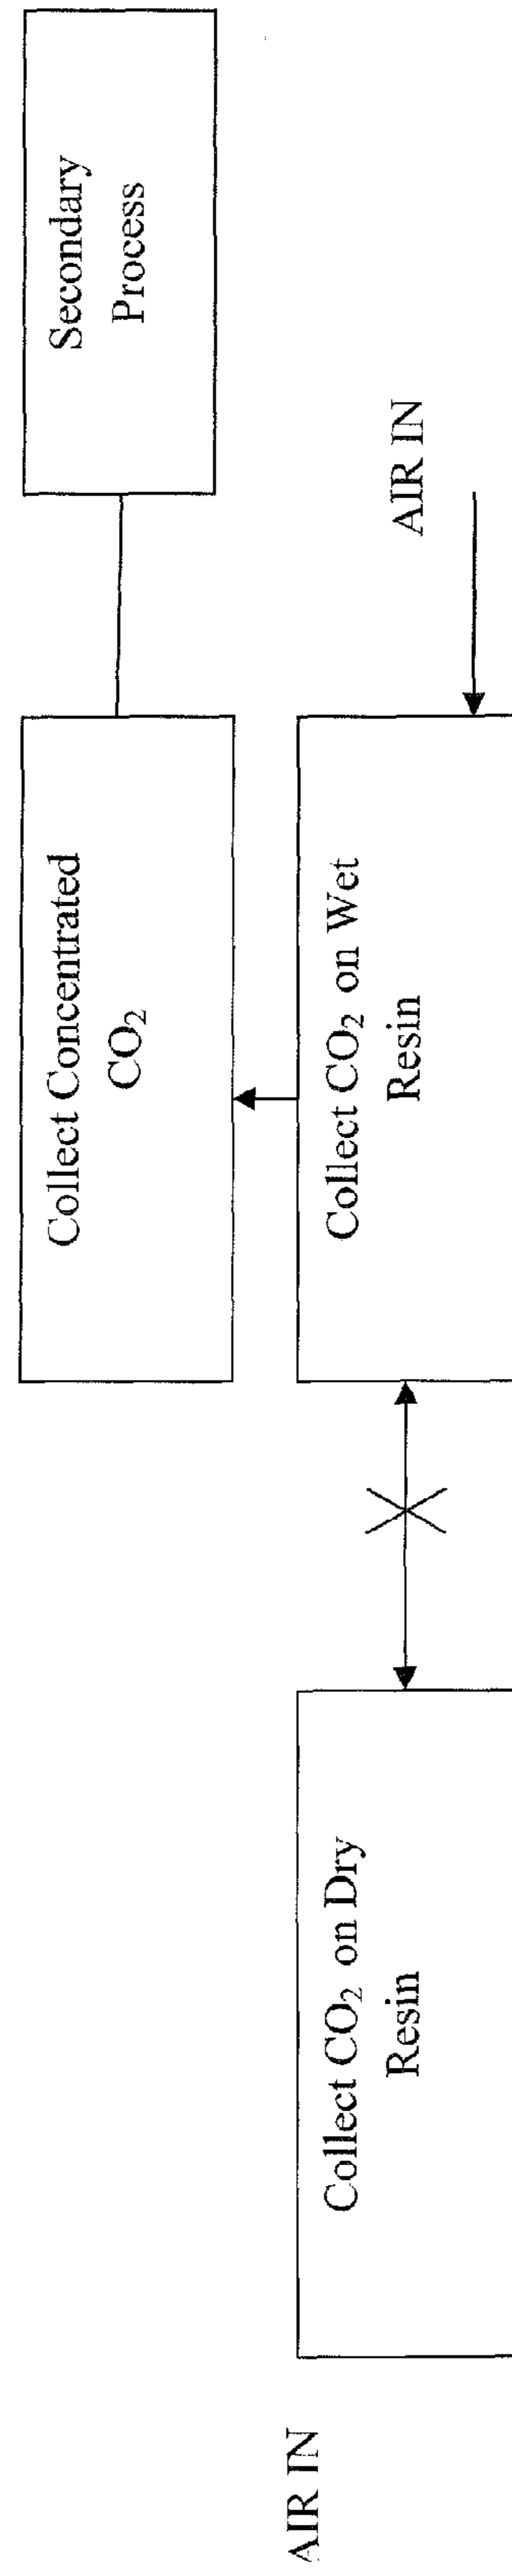 Secondary
Process
Collect Concentrated
CO₂
AIR IN
Collect CO₂ on Wet
Resin
Collect CO₂ on Dry
Resin
AIR IN